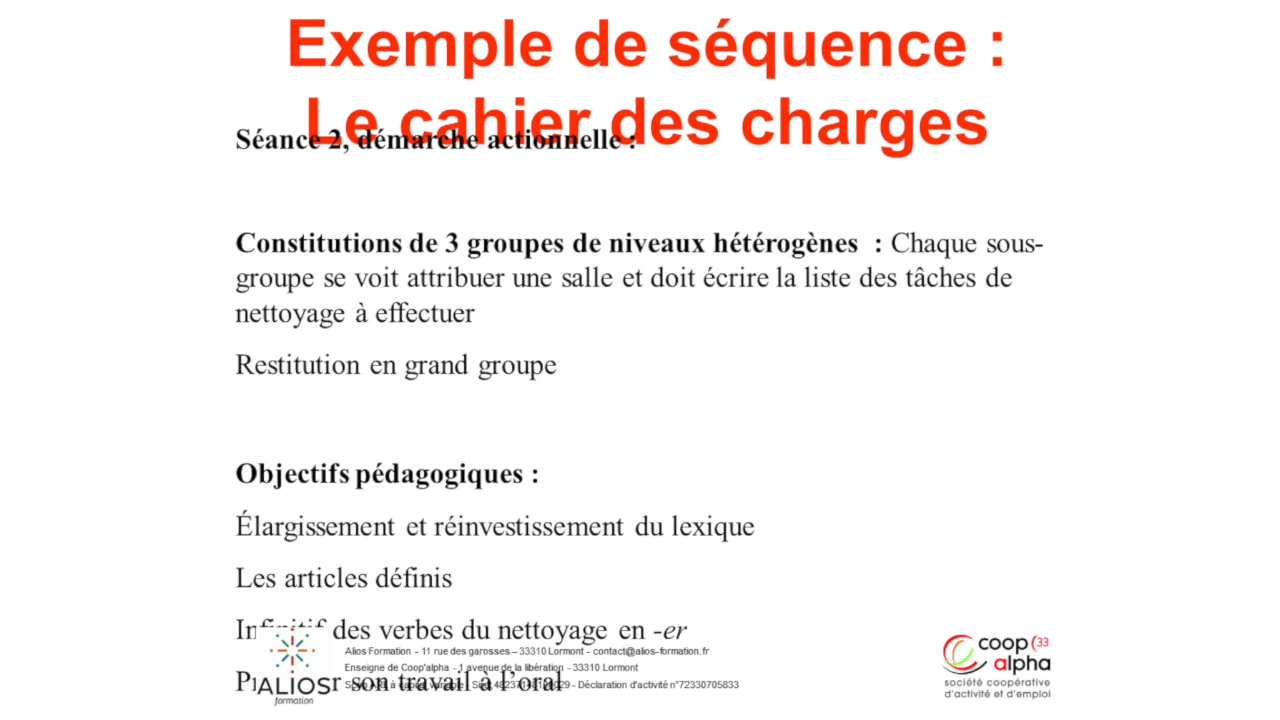 Exemple de séquence :
Le cahier des charges
Séance 2, démarche actionnelle :
Constitutions de 3 groupes de niveaux hétérogènes : Chaque sous-
groupe se voit attribuer une salle et doit écrire la liste des tâches de
nettoyage à effectuer
Restitution en grand groupe
Objectifs pédagogiques :
Élargissement et réinvestissement du lexique
Les articles définis
Infinitif des verbes du nettoyage en -er
son travail à l'oral
Alios Formation - 11 rue des garosses – 33310 Lormont - contact@alios-formation.fr
Enseigne de Coop'alpha - 1 avenue de la libération - 33310 Lormont
à capital variable - Siret - Déclaration d'activité n°72330705833
ALIOS
formation
coop (33
alpha
société coopérative
d'activité et d'emploi